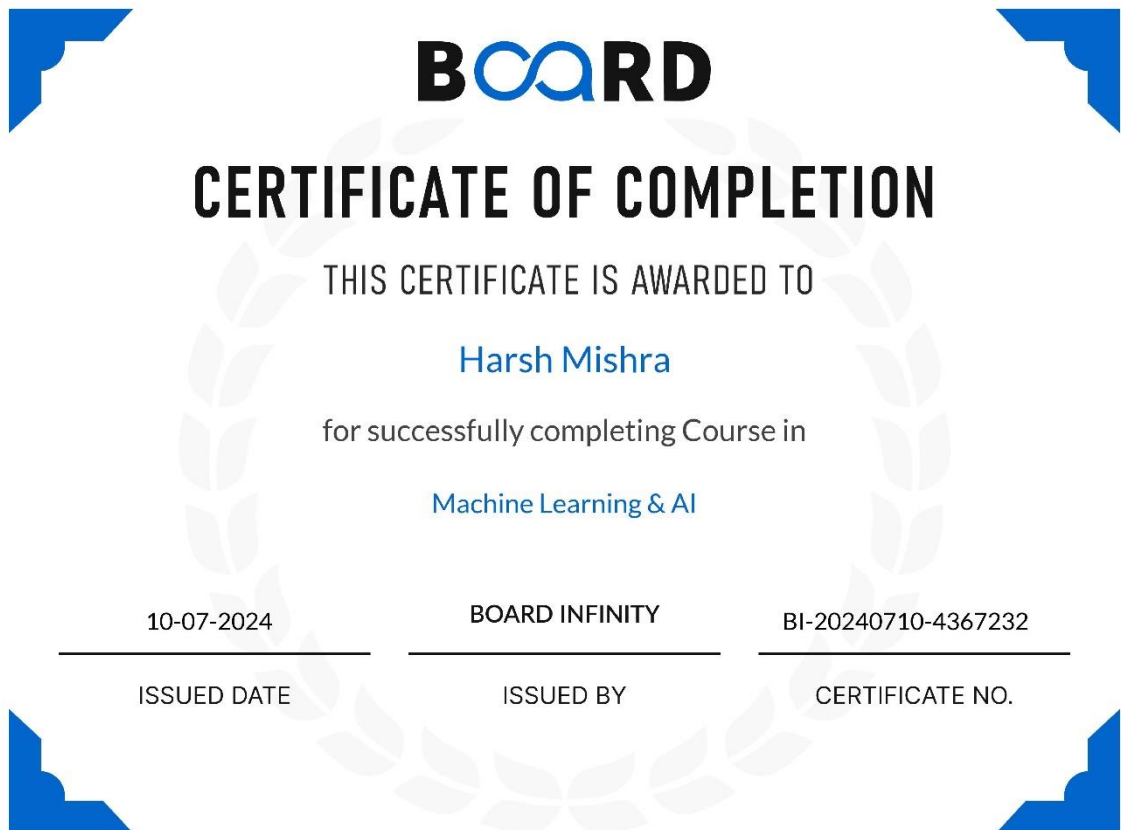 BOARD
CERTIFICATE OF COMPLETION
THIS CERTIFICATE IS AWARDED TO
Harsh Mishra
for successfully completing Course in
Machine Learning & AI
10-07-2024
BOARD INFINITY
BI-20240710-4367232
ISSUED DATE
ISSUED BY
CERTIFICATE NO.